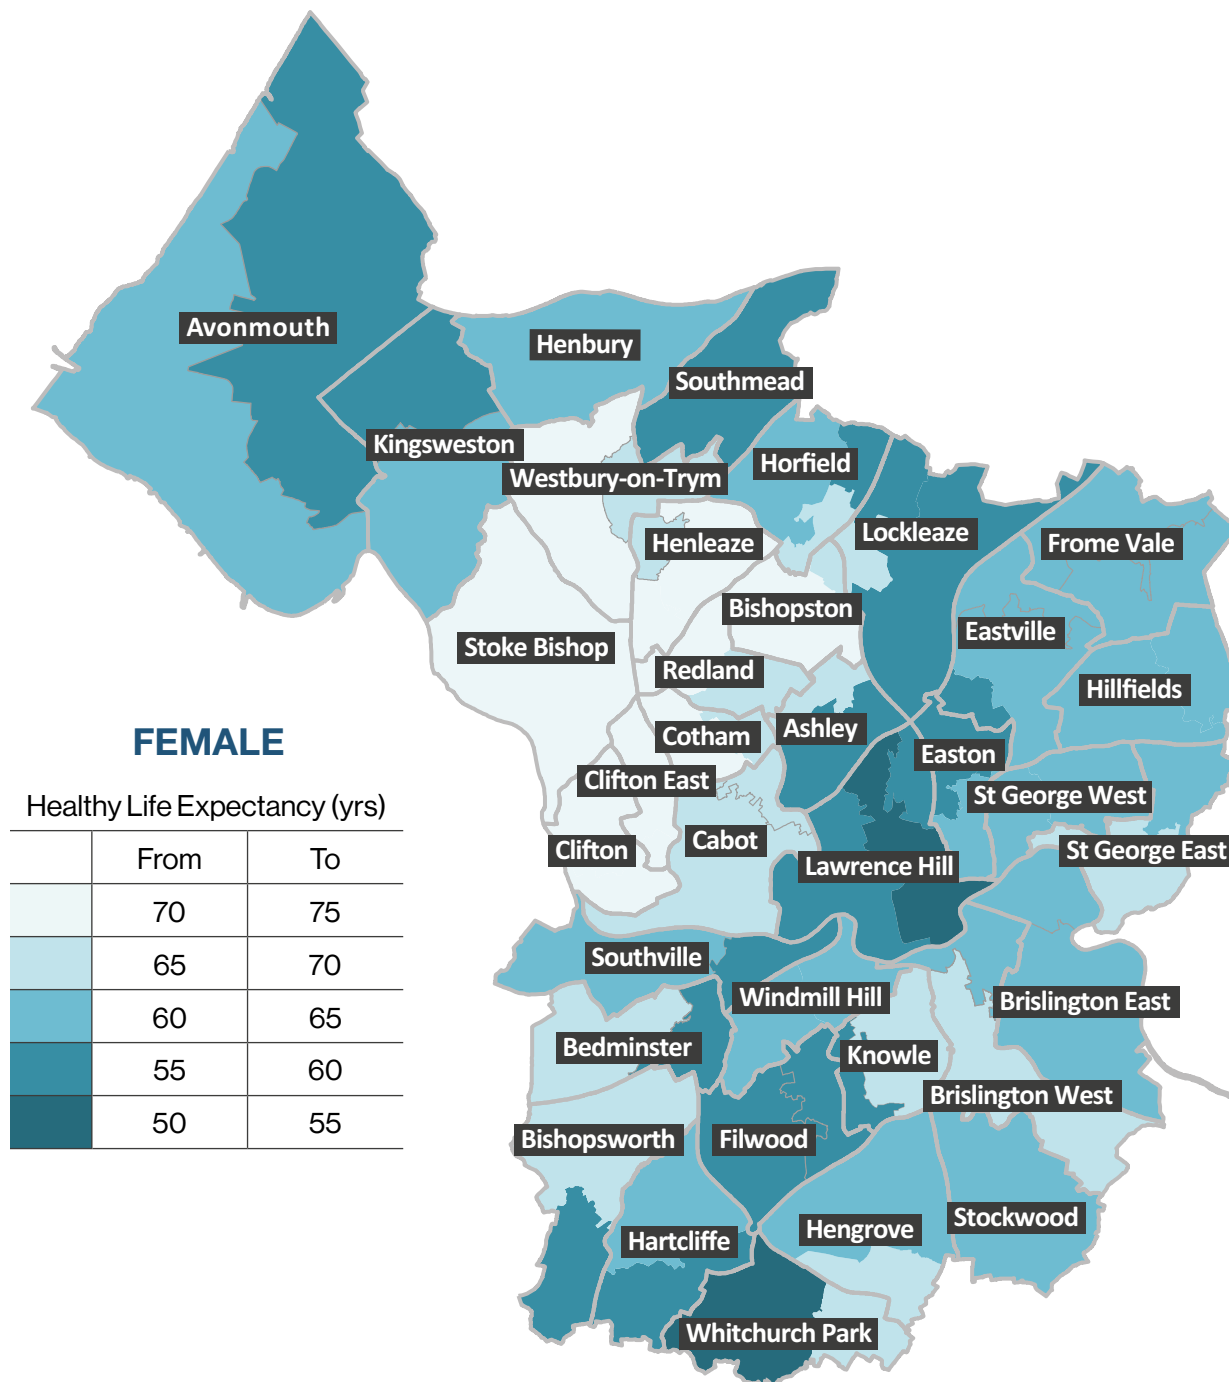 Avonmouth
Henbury
Southmead
Kingsweston
Westbury-on-Trym
Horfield
Henleaze
Lockleaze
Frome Vale
Bishopston
Eastville
Stoke Bishop
Redland
Hillfields
Cotham
Ashley
Easton
Clifton East
St George West
Clifton
Cabot
Lawrence Hill
St George East
FEMALE
Healthy Life Expectancy (yrs)
From To
70 75
65 70
60 65
55 60
50 55
Southville
Windmill Hill
Brislington East
Bedminster
Knowle
Brislington West
Bishopsworth
Filwood
Hartcliffe
Hengrove
Stockwood
Whitchurch Park